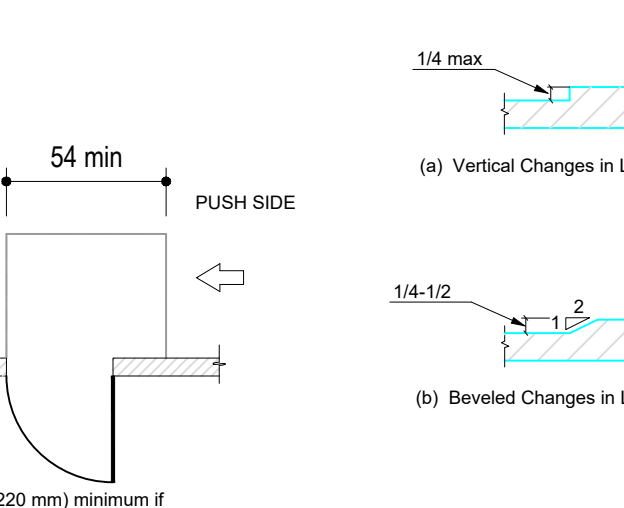 54 min
PUSH SIDE
220 mm) minimum if
1/4 max
(a) Vertical Changes in L
1/4-1/2
1
2
(b) Beveled Changes in L